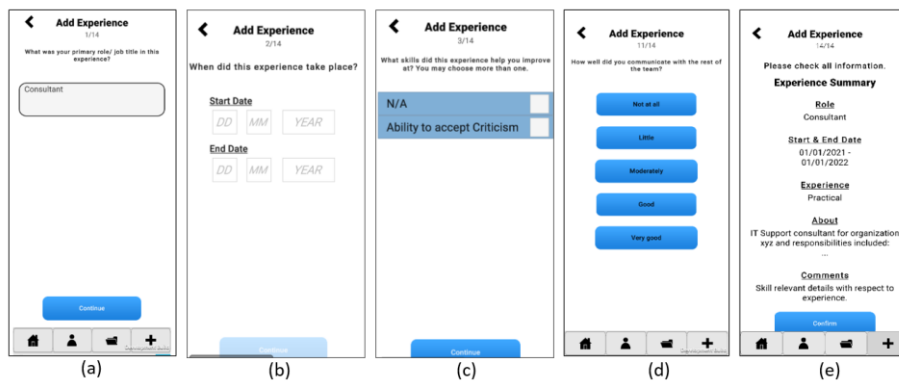 Add Experience
1/14
What was your primary role/ job title in this
experience?
Consultant
Continue
(a)
Add Experience
2/14
When did this experience take place?
Start Date
DD MM YEAR
End Date
DD MM YEAR
Continue
(b)
Add Experience
3/14
What skills did this experience help you improve
at? You may choose more than one.
N/A
Ability to accept Criticism
Continue
(c)
Add Experience
11/14
How well did you communicate with the rest of
the team?
Not at all
Little
Moderately
Good
Very good
(d)
Add Experience
14/14
Please check all information.
Experience Summary
Role
Consultant
Start & End Date
01/01/2021 -
01/01/2022
Experience
Practical
About
IT Support consultant for organization
xyz and responsibilities included:
...
Comments
Skill relevant details with respect to
experience.
Confirm
(e)